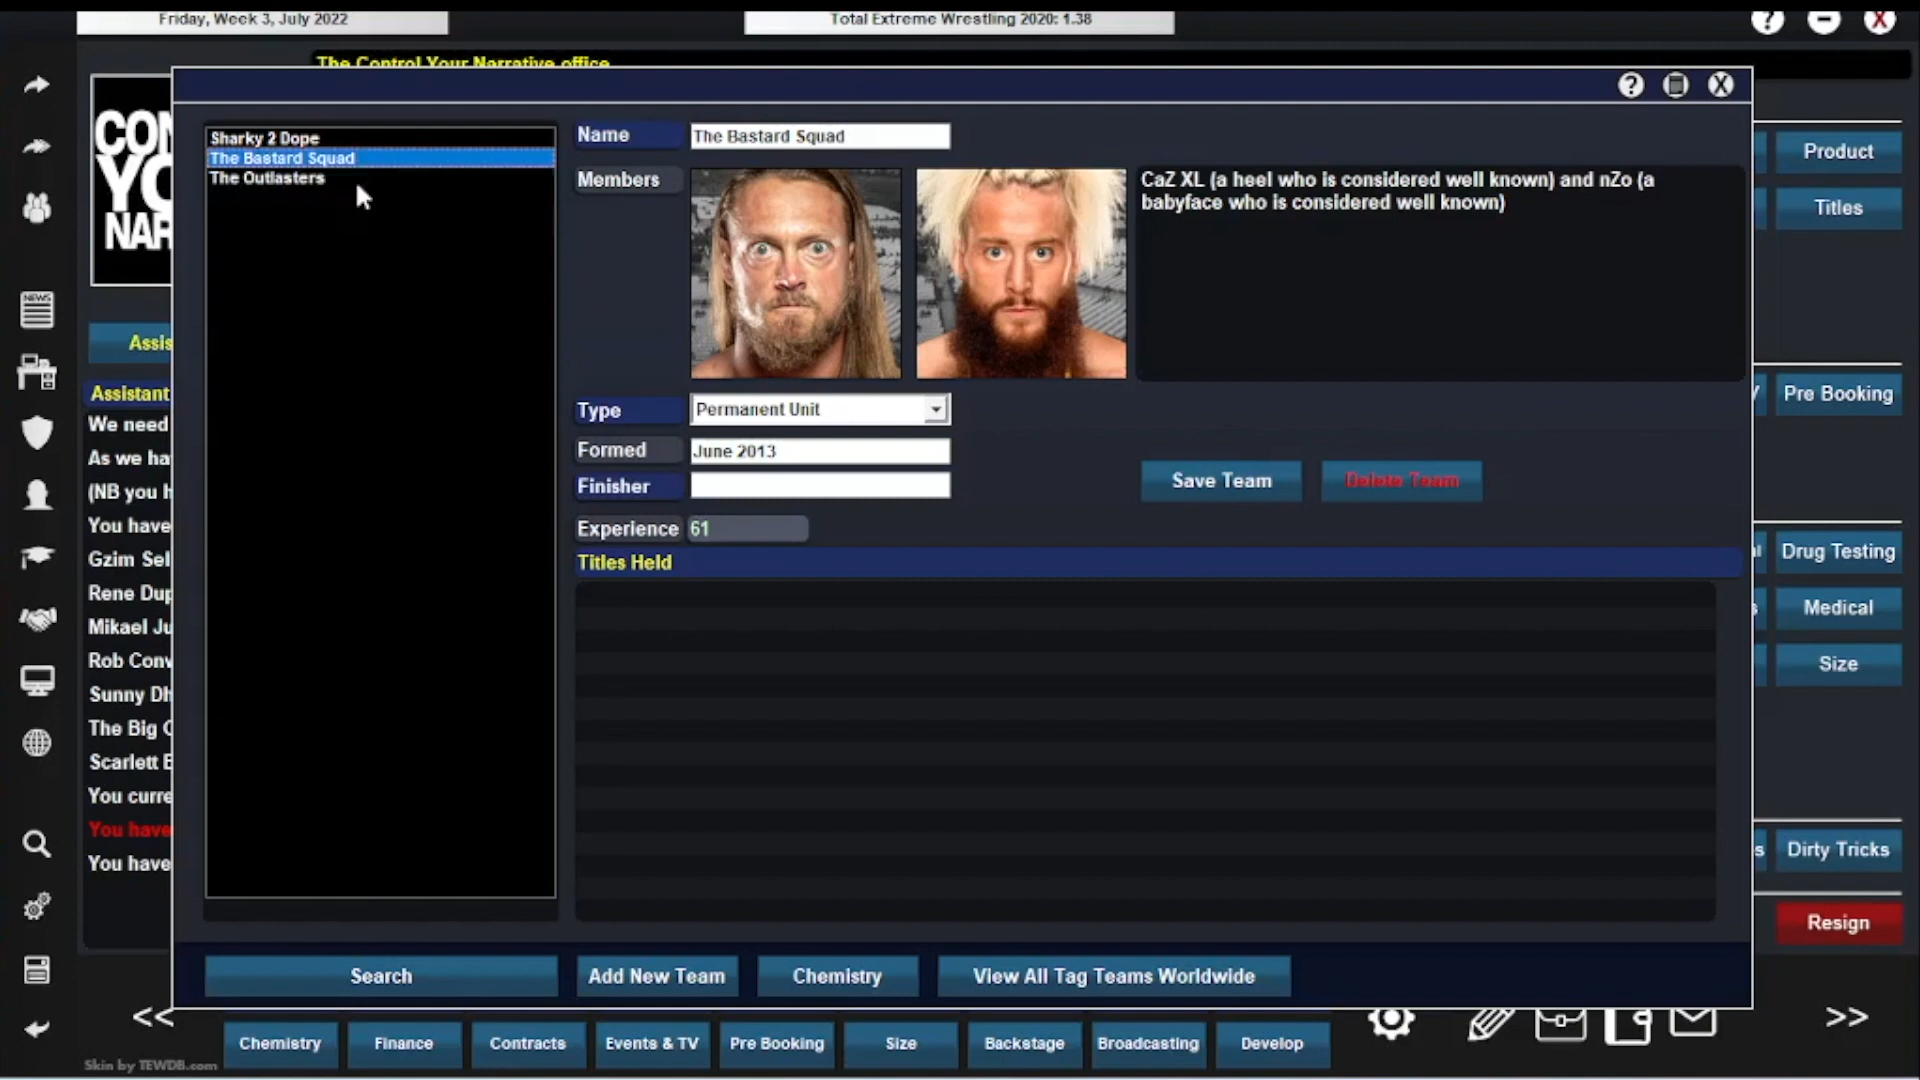 Friday, Week 3, July 2022
Total Extreme Wrestling 2020: 1.38
The Control Your Narrative office
CON
YO
NAR
Sharky 2 Dope
The Bastard Squad
The Outlasters
Name
The Bastard Squad
Members
CaZ XL (a heel who is considered well known) and nZo (a
babyface who is considered well known)
Type
Permanent Unit
Formed
June 2013
Finisher
Save Team
Delete Team
Experience
61
Titles Held
Search
Add New Team
Chemistry
View All Tag Teams Worldwide
NEWS
Assis
Assistant
We need
As we ha
(NB you h
You have
Gzim Sel
Rene Dup
Mikael Ju
Rob Conv
Sunny Dh
The Big C
Scarlett B
You curre
You have
You have
Product
Titles
Pre Booking
Drug Testing
Medical
Size
Dirty Tricks
Resign
<<
Chemistry
Finance
Contracts
Events & TV
Pre Booking
Size
Backstage
Broadcasting
Develop
>>
Skin by TEWDB.com